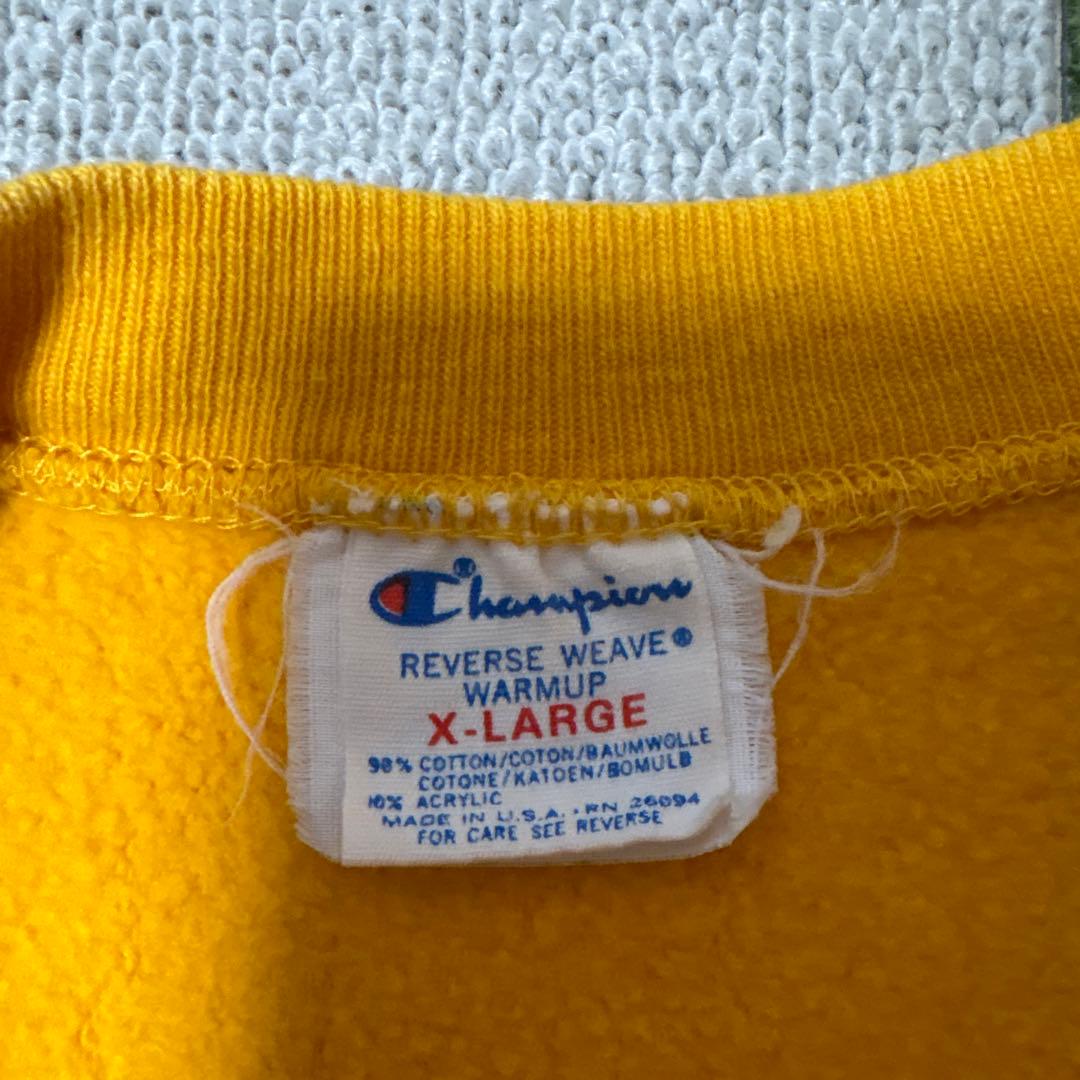 Champion®
REVERSE WEAVE®
WARMUP
X-LARGE
90% COTTON/COTON/BAUMWOLLE
COTONE/KATOEN/BOMULD
10% ACRYLIC
MADE IN U.S.A. • RN 26094
FOR CARE SEE REVERSE